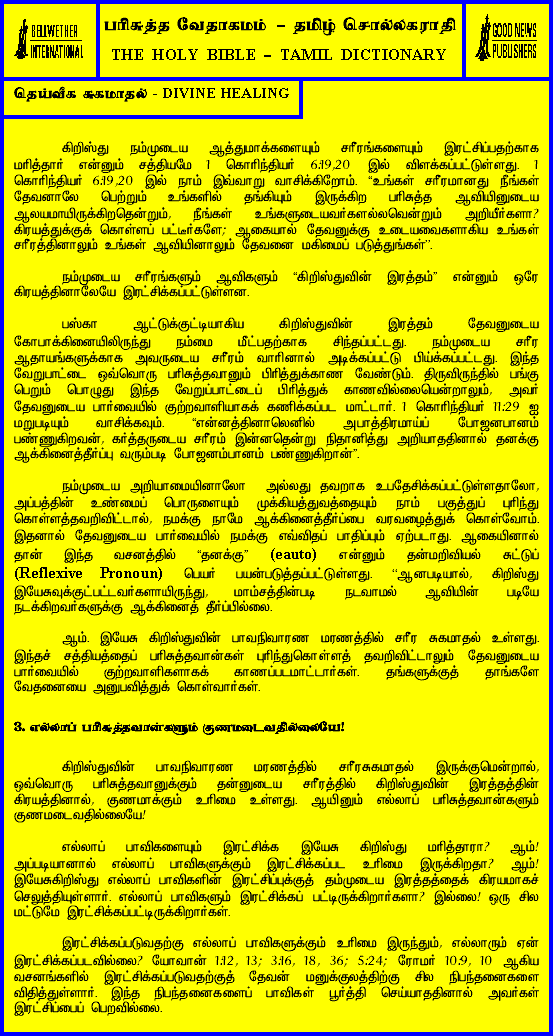 BELLWETHER
INTERNATIONAL
பரிசுத்த வேதாகமம் – தமிழ் சொல்லகராதி
THE HOLY BIBLE – TAMIL DICTIONARY
GOOD NEWS
PUBLISHERS
தெய்வீக சுகமாதல் - DIVINE HEALING
கிறிஸ்து நம்முடைய ஆத்துமாக்களையும் சரீரங்களையும் இரட்சிப்பதற்காக
மரித்தார் என்னும் சத்தியமே 1 கொரிந்தியர் 6:19,20 இல் விளக்கப்பட்டுள்ளது. 1
கொரிந்தியர் 6:19,20 இல் நாம் இவ்வாறு வாசிக்கிறோம். “உங்கள் சரீரமானது நீங்கள்
தேவனாலே பெற்றும் உங்களில் தங்கியும் இருக்கிற பரிசுத்த ஆவியினுடைய
ஆலயமாயிருக்கிறதென்றும், நீங்கள் உங்களுடையவர்களல்லவென்றும் அறியீர்களா?
கிரயத்துக்குக் கொள்ளப் பட்டீர்களே; ஆகையால் தேவனுக்கு உடையவைகளாகிய உங்கள்
சரீரத்தினாலும் உங்கள் ஆவியினாலும் தேவனை மகிமைப் படுத்துங்கள்”.
நம்முடைய சரீரங்களும் ஆவிகளும் “கிறிஸ்துவின் இரத்தம்” என்னும் ஒரே
கிரயத்தினாலேயே இரட்சிக்கப்பட்டுள்ளன.
பஸ்கா ஆட்டுக்குட்டியாகிய கிறிஸ்துவின் இரத்தம் தேவனுடைய
கோபாக்கினையிலிருந்து நம்மை மீட்பதற்காக சிந்தப்பட்டது. நம்முடைய சரீர
ஆதாயங்களுக்காக அவருடைய சரீரம் வாரினால் அடிக்கப்பட்டு பிய்க்கப்பட்டது. இந்த
வேறுபாட்டை ஒவ்வொரு பரிசுத்தவானும் பிரித்துக்காண வேண்டும். திருவிருந்தில் பங்கு
பெறும் பொழுது இந்த வேறுப்பாட்டைப் பிரித்துக் காணவில்லையென்றாலும், அவர்
தேவனுடைய பார்வையில் குற்றவாளியாகக் கணிக்கப்பட மாட்டார். 1 கொரிந்தியர் 11:29 ஐ
மறுபடியும் வாசிக்கவும். “என்னத்தினாலெனில் அபாத்திரமாய்ப் போஜனபானம்
பண்ணுகிறவன், கர்த்தருடைய சரீரம் இன்னதென்று நிதானித்து அறியாததினால் தனக்கு
ஆக்கினைத்தீர்ப்பு வரும்படி போஜனம்பானம் பண்ணுகிறான்”.
நம்முடைய அறியாமையினாலோ அல்லது தவறாக உபதேசிக்கப்பட்டுள்ளதாலோ,
அப்பத்தின் உண்மைப் பொருளையும் முக்கியத்துவத்தையும் நாம் பகுத்துப் புரிந்து
கொள்ளத்தவறிவிட்டால், நமக்கு நாமே ஆக்கினைத்தீர்ப்பை வரவழைத்துக் கொள்வோம்.
இதனால் தேவனுடைய பார்வையில் நமக்கு எவ்விதப் பாதிப்பும் ஏற்படாது. ஆகையினால்
தான் இந்த வசனத்தில் “தனக்கு” (eauto) என்னும் தன்மறிவியல் சுட்டுப்
(Reflexive Pronoun) பெயர் பயன்படுத்தப்பட்டுள்ளது. “ஆனபடியால், கிறிஸ்து
இயேசுவுக்குட்பட்டவர்களாயிருந்து, மாம்சத்தின்படி நடவாமல் ஆவியின் படியே
நடக்கிறவர்களுக்கு ஆக்கினைத் தீர்ப்பில்லை.
ஆம். இயேசு கிறிஸ்துவின் பாவநிவாரண மரணத்தில் சரீர சுகமாதல் உள்ளது.
இந்தச் சத்தியத்தைப் பரிசுத்தவான்கள் புரிந்துகொள்ளத் தவறிவிட்டாலும் தேவனுடைய
பார்வையில் குற்றவாளிகளாகக் காணப்படமாட்டார்கள். தங்களுக்குத் தாங்களே
வேதனையை அனுபவித்துக் கொள்வார்கள்.
3. எல்லாப் பரிசுத்தவான்களும் குணமடைவதில்லையே!
கிறிஸ்துவின் பாவநிவாரண மரணத்தில் சரீரசுகமாதல் இருக்குமென்றால்,
ஒவ்வொரு பரிசுத்தவானுக்கும் தன்னுடைய சரீரத்தில் கிறிஸ்துவின் இரத்தத்தின்
கிரயத்தினால், குணமாக்கும் உரிமை உள்ளது. ஆயினும் எல்லாப் பரிசுத்தவான்களும்
குணமடைவதில்லையே!
எல்லாப் பாவிகளையும் இரட்சிக்க இயேசு கிறிஸ்து மரித்தாரா? ஆம்!
அப்படியானால் எல்லாப் பாவிகளுக்கும் இரட்சிக்கப்பட உரிமை இருக்கிறதா? ஆம்!
இயேசுகிறிஸ்து எல்லாப் பாவிகளின் இரட்சிப்புக்குத் தம்முடைய இரத்தத்தைக் கிரயமாகச்
செலுத்தியுள்ளார். எல்லாப் பாவிகளும் இரட்சிக்கப் பட்டிருக்கிறார்களா? இல்லை! ஒரு சில
மட்டுமே இரட்சிக்கப்பட்டிருக்கிறார்கள்.
இரட்சிக்கப்படுவதற்கு எல்லாப் பாவிகளுக்கும் உரிமை இருந்தும், எல்லாரும் ஏன்
இரட்சிக்கப்படவில்லை? யோவான் 1:12, 13; 3:16, 18, 36; 5:24; ரோமர் 10:9, 10 ஆகிய
வசனங்களில் இரட்சிக்கப்படுவதற்குத் தேவன் மனுக்குலத்திற்கு சில நிபந்தனைகளை
விதித்துள்ளார். இந்த நிபந்தனைகளைப் பாவிகள் பூர்த்தி செய்யாததினால் அவர்கள்
இரட்சிப்பைப் பெறவில்லை.